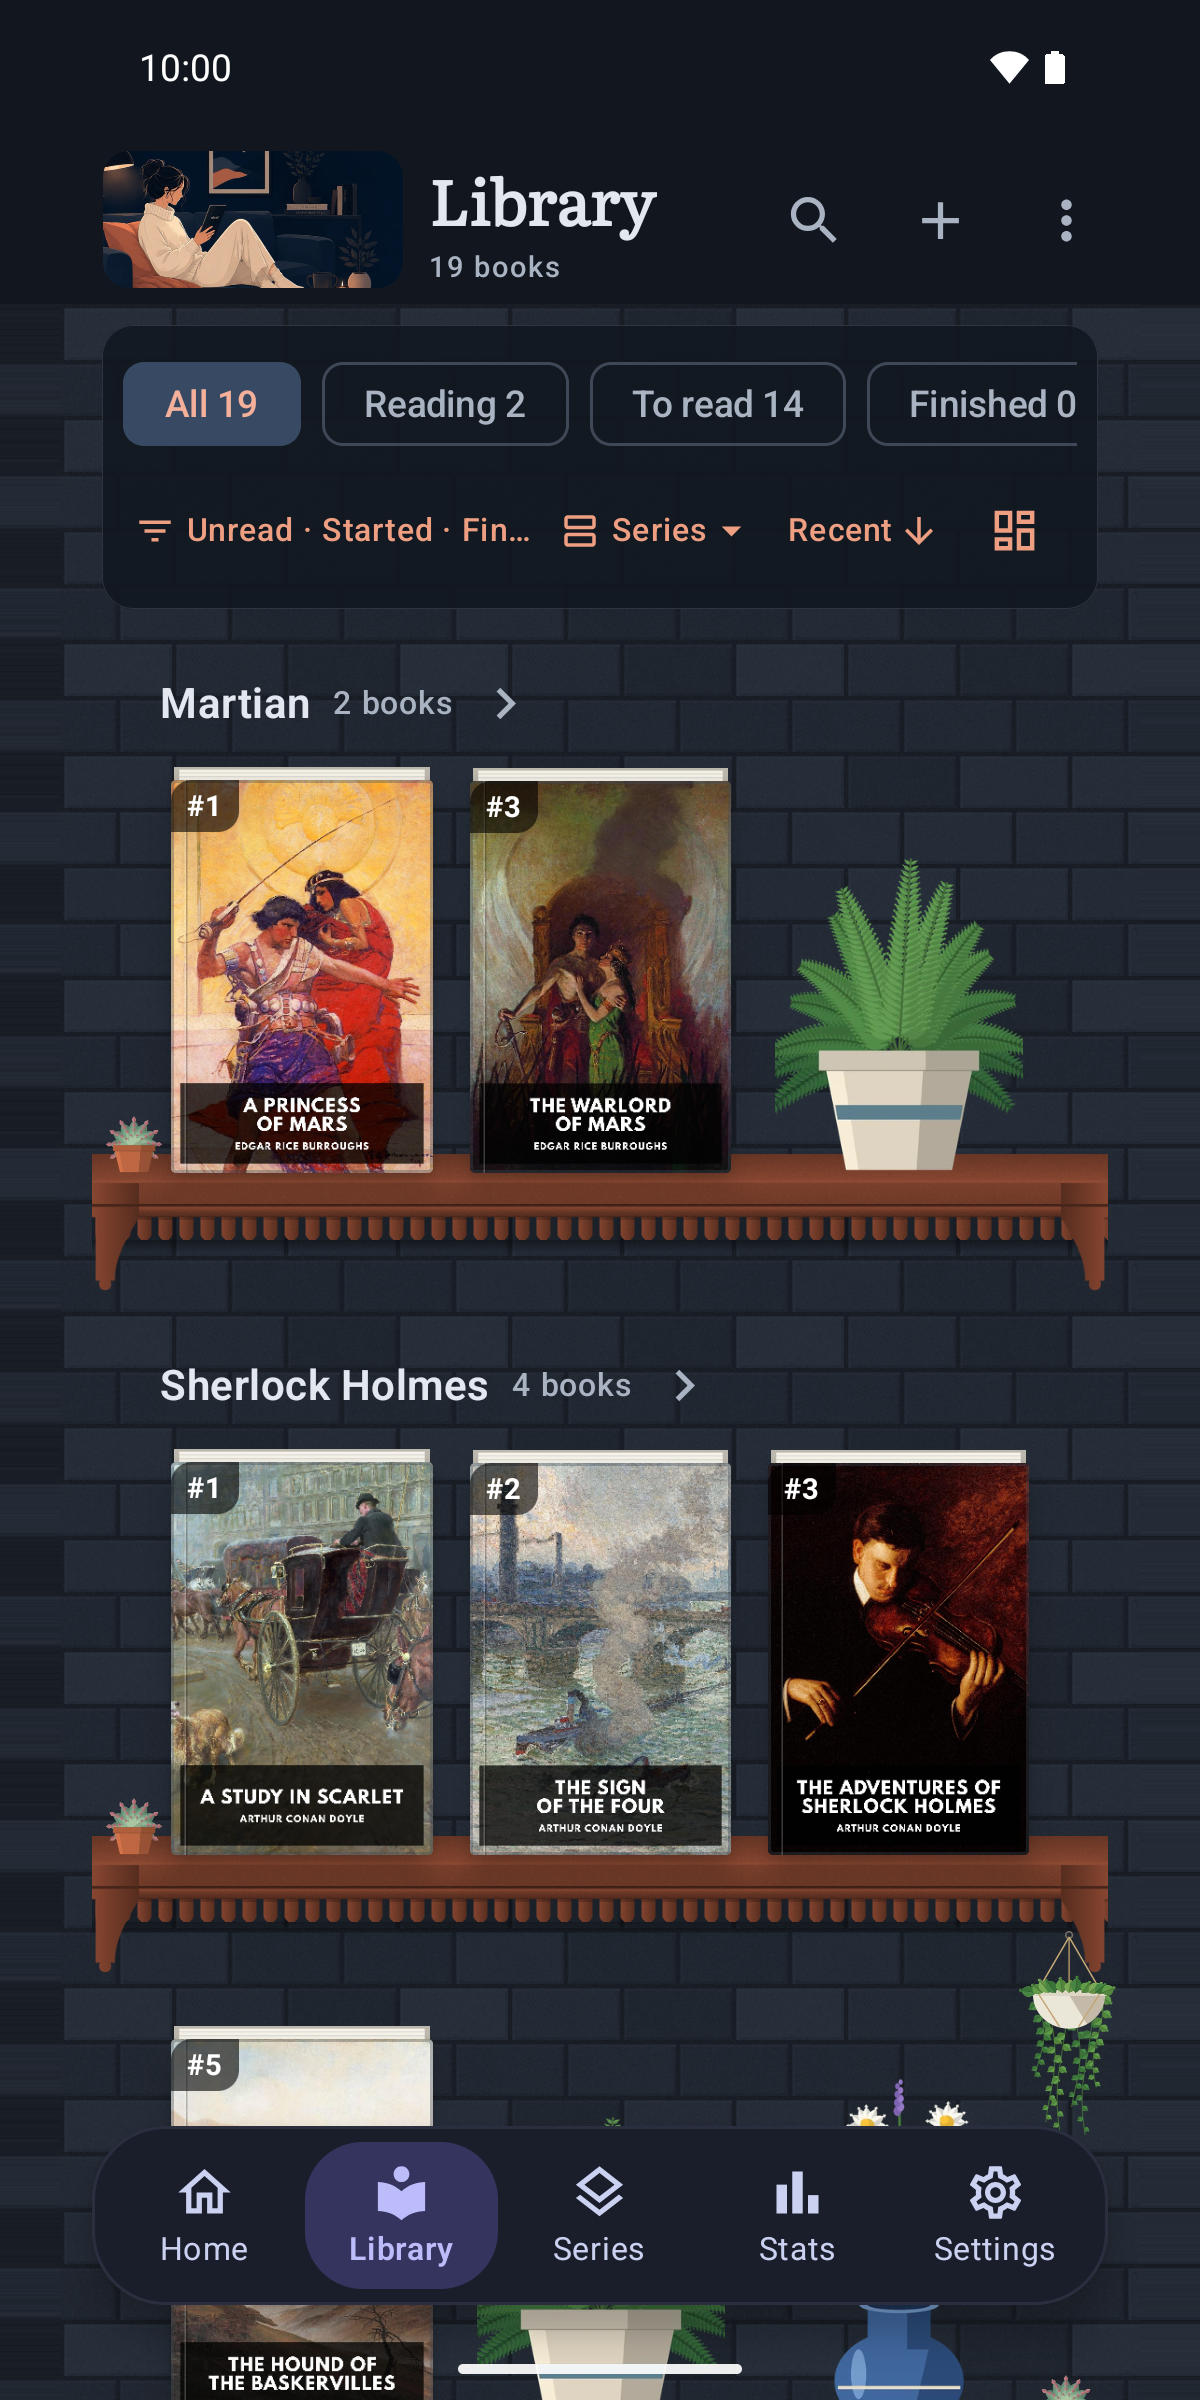 10:00
Library
19 books
All 19
Reading 2
To read 14
Finished 0
Unread · Started · Fin...
Series
Recent
Martian 2 books
#1
#3
A PRINCESS
OF MARS
EDGAR RICE BURROUGHS
THE WARLORD
OF MARS
EDGAR RICE BURROUGHS
Sherlock Holmes 4 books
#1
#2
#3
A STUDY IN SCARLET
ARTHUR CONAN DOYLE
THE SIGN
OF THE FOUR
ARTHUR CONAN DOYLE
THE ADVENTURES OF
SHERLOCK HOLMES
ARTHUR CONAN DOYLE
#5
Home
Library
Series
Stats
Settings
THE HOUND OF
THE BASKERVILLES